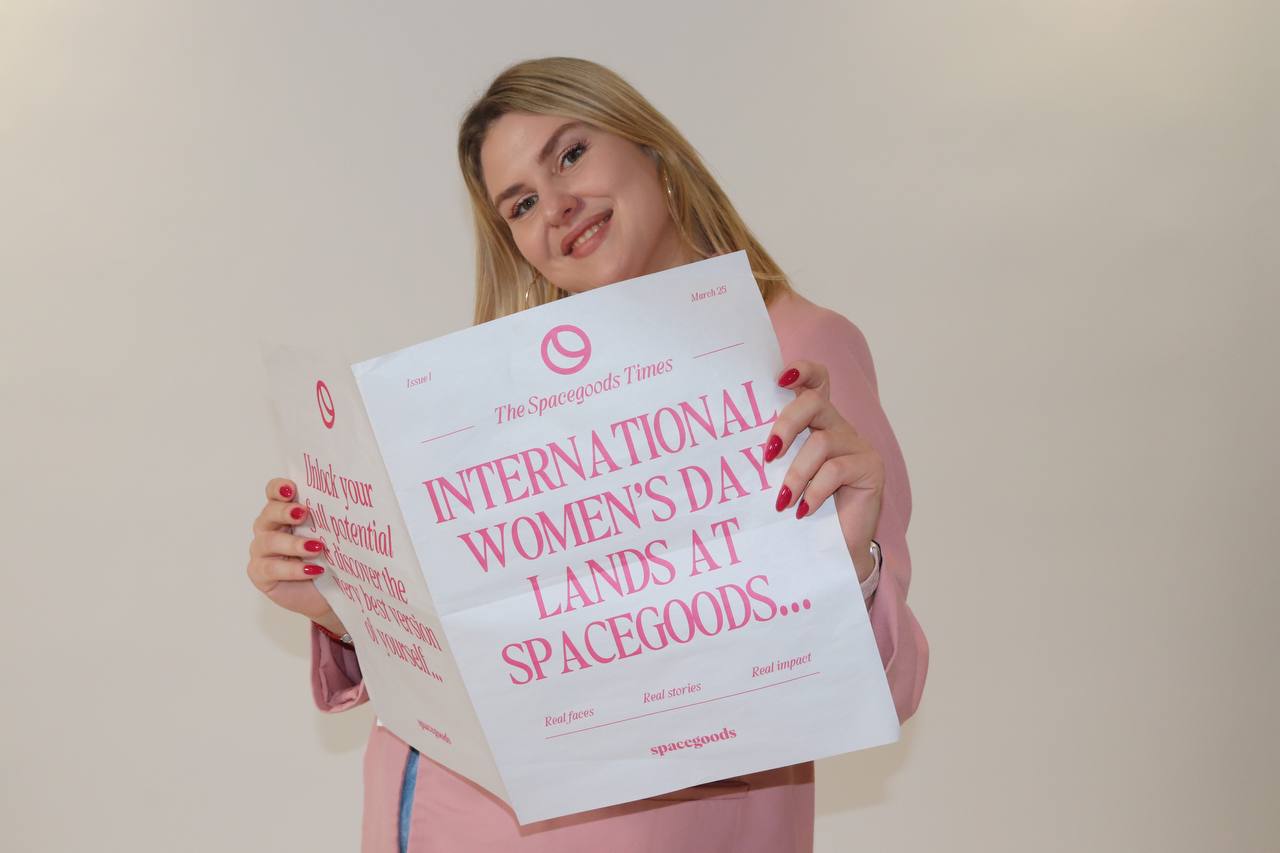 Issue 1
March 25
The Spacegoods Times
INTERNATIONAL
WOMEN'S DAY
LANDS AT
SPACEGOODS...
Real faces Real stories Real impact
spacegoods
Unlock your
full potential
& discover the
very best version
of yourself...
spacegoods